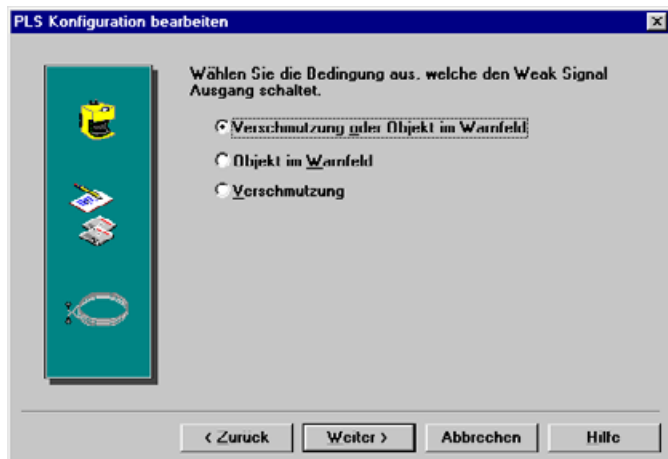 PLS Konfiguration bearbeiten
Wählen Sie die Bedingung aus, welche den Weak Signal
Ausgang schaltet.
Verschmutzung oder Objekt im Warnfeld
Objekt im Warnfeld
Verschmutzung
< Zurück
Weiter >
Abbrechen
Hilfe